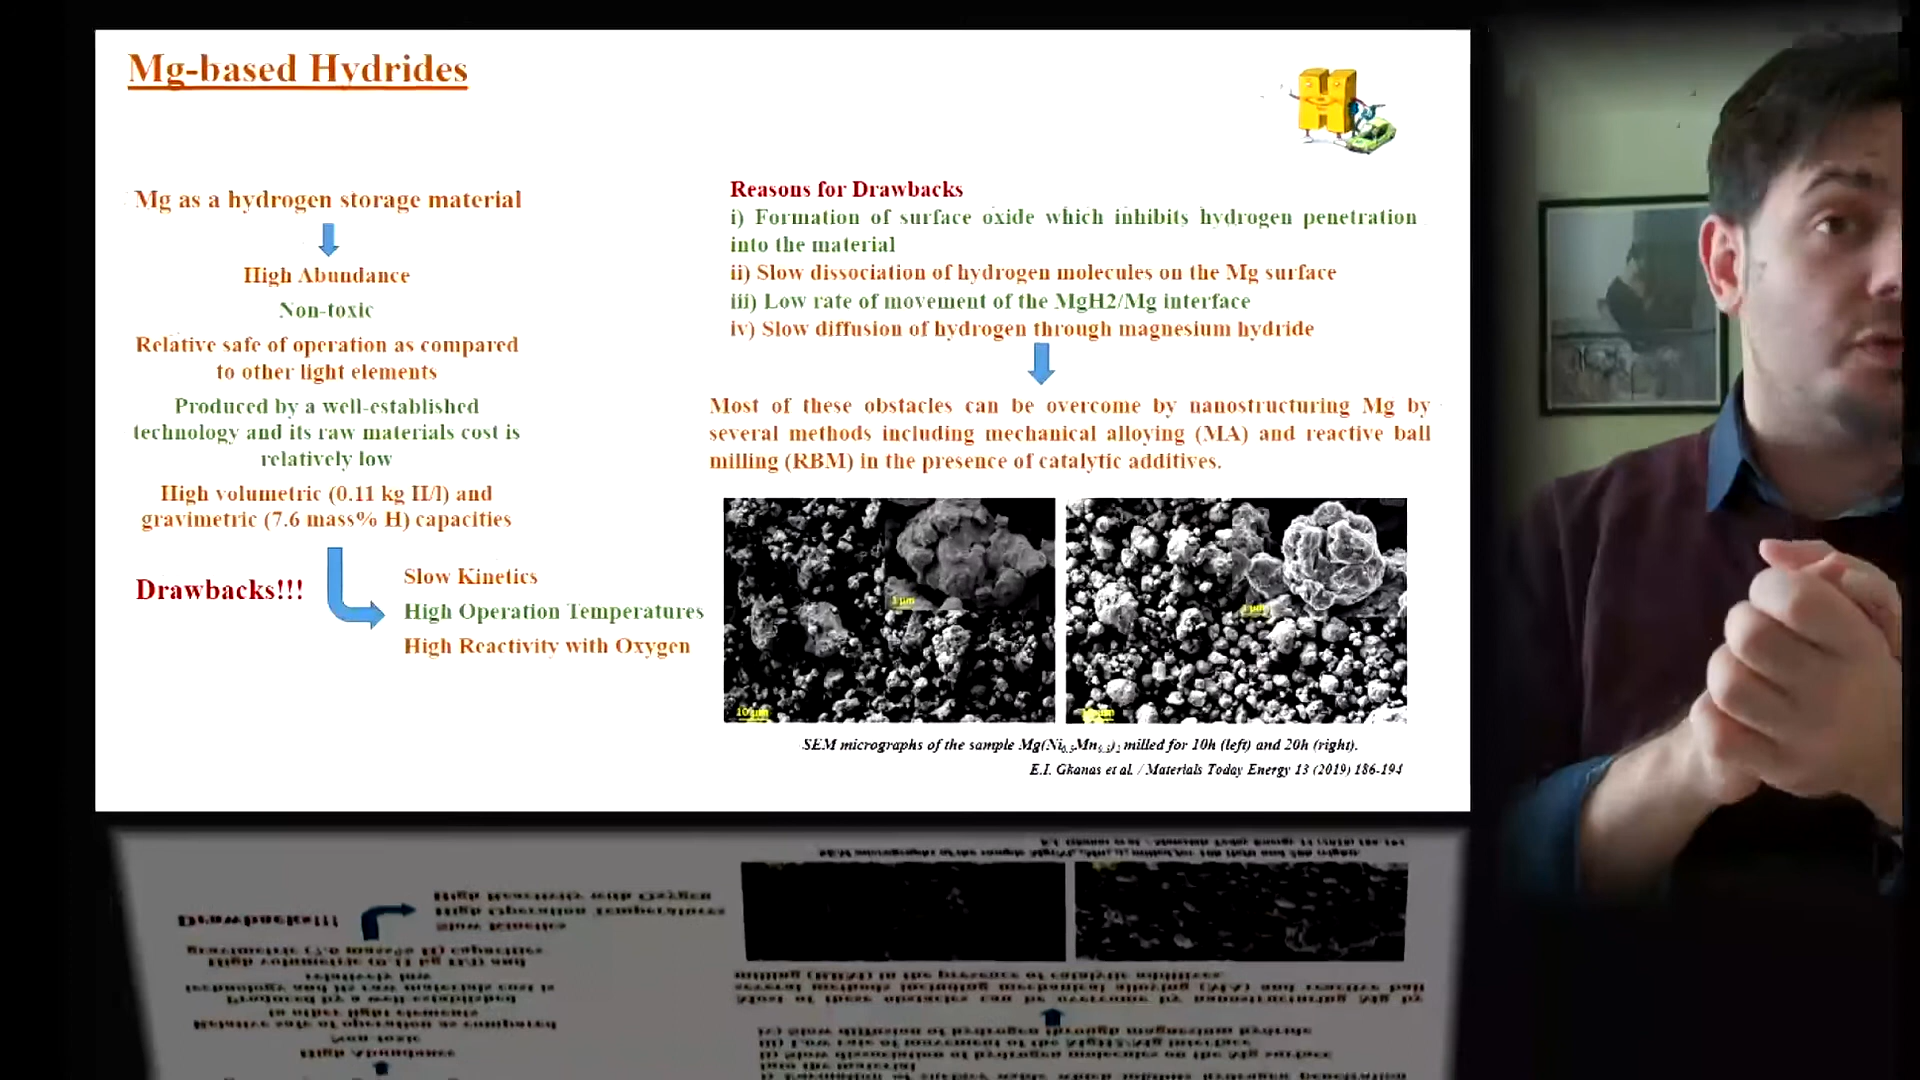 Mg-based Hydrides
Mg as a hydrogen storage material
High Abundance
Non-toxic
Relative safe of operation as compared
to other light elements
Produced by a well-established
technology and its raw materials cost is
relatively low
High volumetric (0.11 kg H/l) and
gravimetric (7.6 mass% H) capacities
Drawbacks!!!
Slow Kinetics
High Operation Temperatures
High Reactivity with Oxygen
Reasons for Drawbacks
i) Formation of surface oxide which inhibits hydrogen penetration
into the material
ii) Slow dissociation of hydrogen molecules on the Mg surface
iii) Low rate of movement of the MgH2/Mg interface
iv) Slow diffusion of hydrogen through magnesium hydride
Most of these obstacles can be overcome by nanostructuring Mg by
several methods including mechanical alloying (MA) and reactive ball
milling (RBM) in the presence of catalytic additives.
1 µm
10 µm
SEM micrographs of the sample milled for 10h (left) and 20h (right).
E.I. Gkanas et al. / Materials Today Energy 13 (2019) 186-194